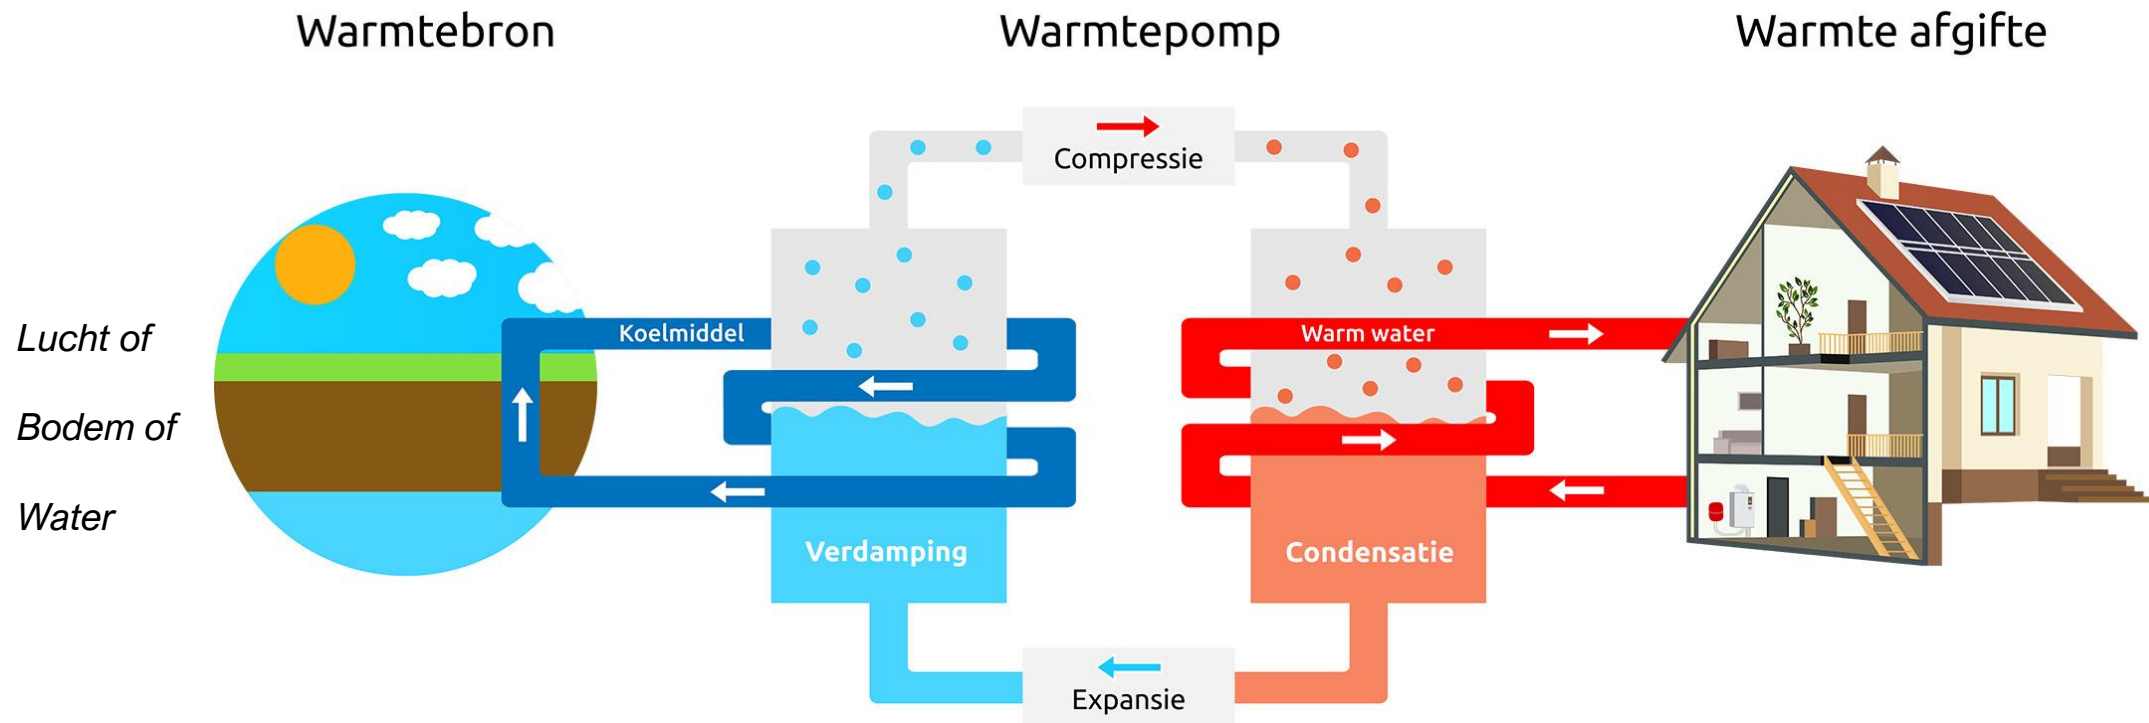 Warmtebron
Warmtepomp
Warmte afgifte
Compressie
Lucht of
Koelmiddel
Warm water
Bodem of
Water
Verdamping
Condensatie
Expansie